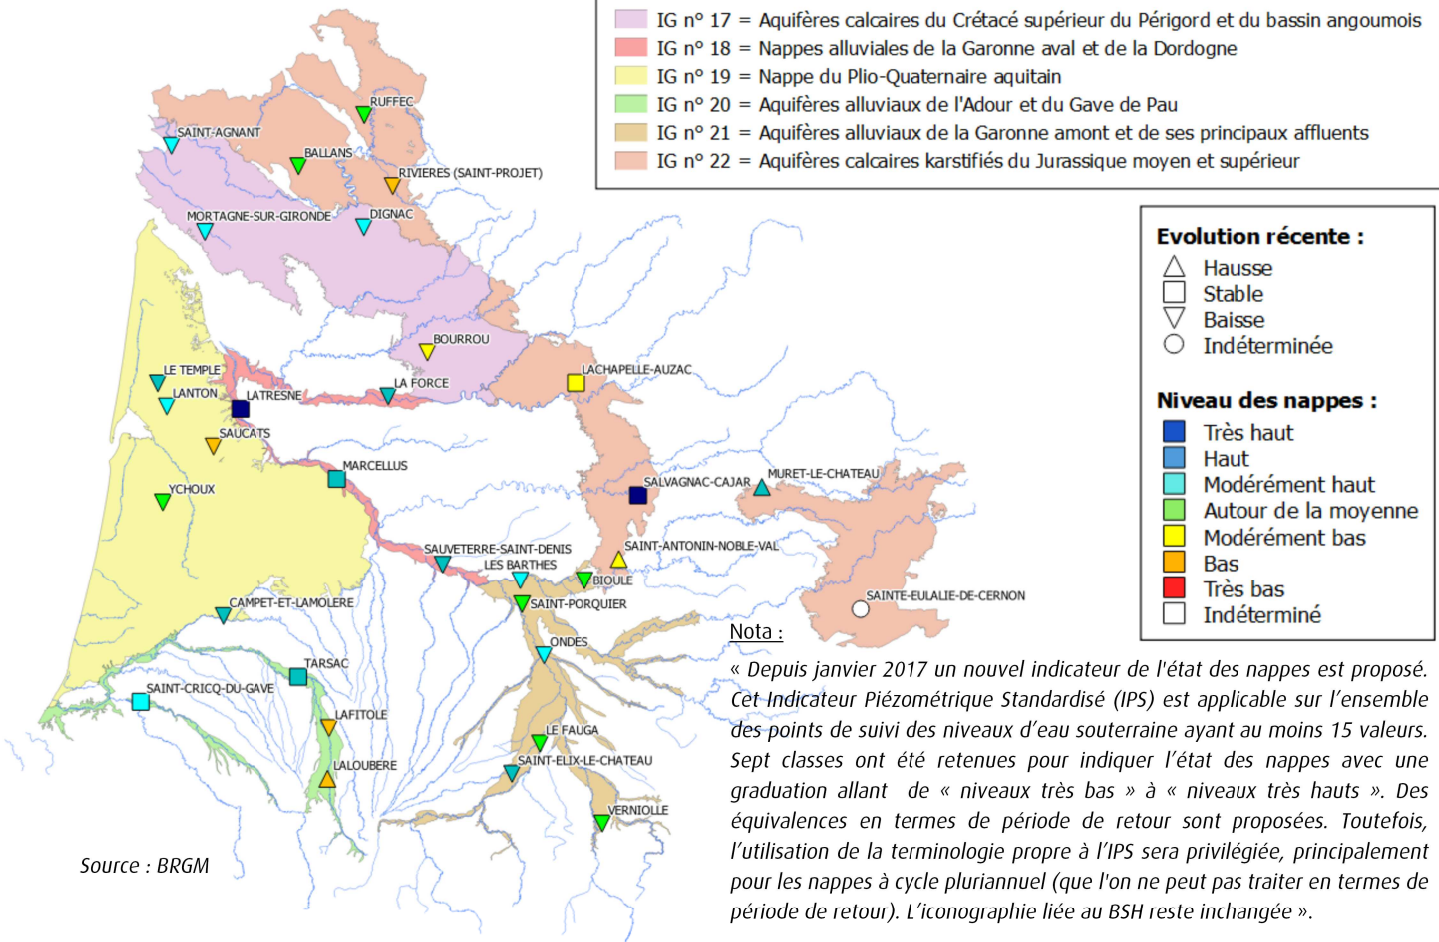 IG n° 17 = Aquifères calcaires du Crétacé supérieur du Périgord et du bassin angoumois
IG n° 18 = Nappes alluviales de la Garonne aval et de la Dordogne
IG n° 19 = Nappe du Plio-Quaternaire aquitain
IG n° 20 = Aquifères alluviaux de l'Adour et du Gave de Pau
IG n° 21 = Aquifères alluviaux de la Garonne amont et de ses principaux affluents
IG n° 22 = Aquifères calcaires karstifiés du Jurassique moyen et supérieur
RUFFEC
SAINT-AGNANT
BALLANS
RIVIERES (SAINT-PROJET)
MORTAGNE-SUR-GIRONDE
DIGNAC
BOURROU
LE TEMPLE
LACHAPELLE-AUZAC
LA FORCE
LANTON
LATRESNE
SAUCATS
MARCELLUS
MURET-LE-CHATEAU
SALVAGNAC-CAJAR
YCHOUX
SAUVETERRE-SAINT-DENIS
SAINT-ANTONIN-NOBLE-VAL
LES BARTHES
BIOULE
SAINTE-EULALIE-DE-CERNON
CAMPET-ET-LAMOLERE
SAINT-PORQUIER
ONDES
TARSAC
SAINT-CRICQ-DU-GAVE
LAFITOLE
LE FAUGA
SAINT-ELIX-LE-CHATEAU
LALOUBERE
VERNIOLLE
Source : BRGM
Evolution récente :
Hausse
Stable
Baisse
Indéterminée
Niveau des nappes :
Très haut
Haut
Modérément haut
Autour de la moyenne
Modérément bas
Bas
Très bas
Indéterminé
Nota :
« Depuis janvier 2017 un nouvel indicateur de l'état des nappes est proposé.
Cet Indicateur Piézométrique Standardisé (IPS) est applicable sur l'ensemble
des points de suivi des niveaux d'eau souterraine ayant au moins 15 valeurs.
Sept classes ont été retenues pour indiquer l'état des nappes avec une
graduation allant de « niveaux très bas » à « niveaux très hauts ». Des
équivalences en termes de période de retour sont proposées. Toutefois,
l'utilisation de la terminologie propre à l'IPS sera privilégiée, principalement
pour les nappes à cycle pluriannuel (que l'on ne peut pas traiter en termes de
période de retour). L'iconographie liée au BSH reste inchangée ».